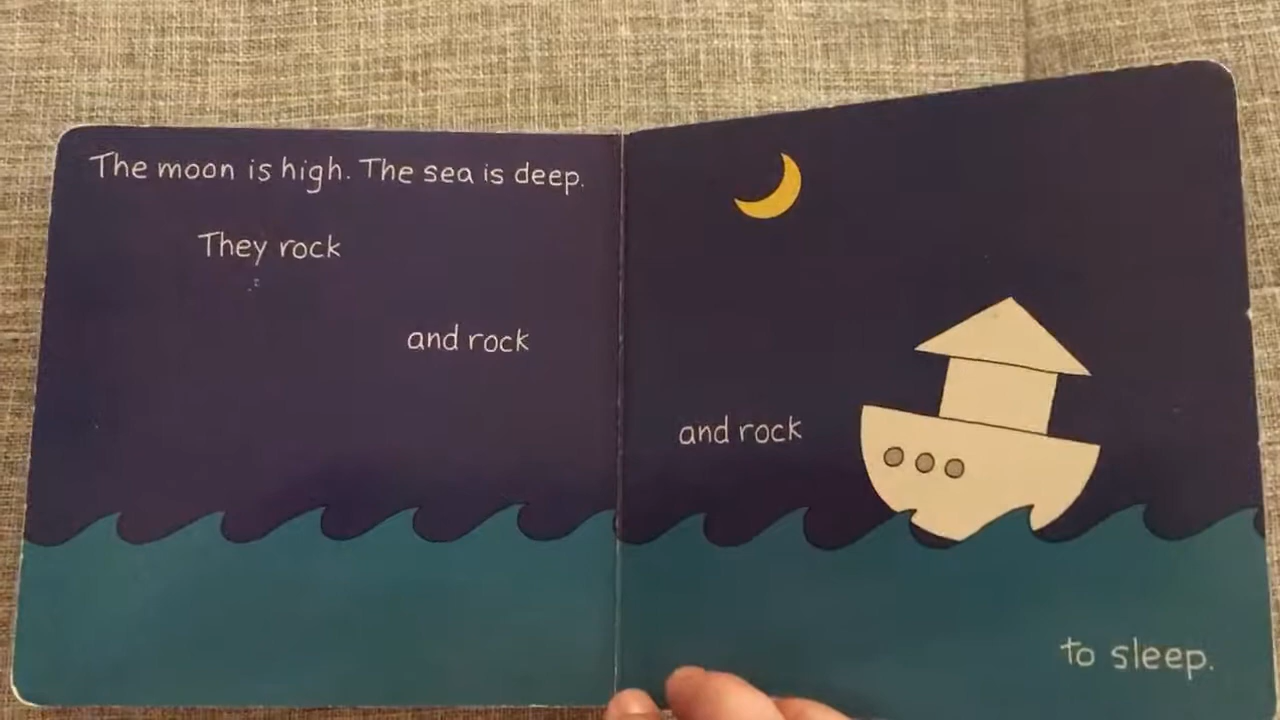 The moon is high. The sea is deep.
They rock
and rock
and rock
to sleep.